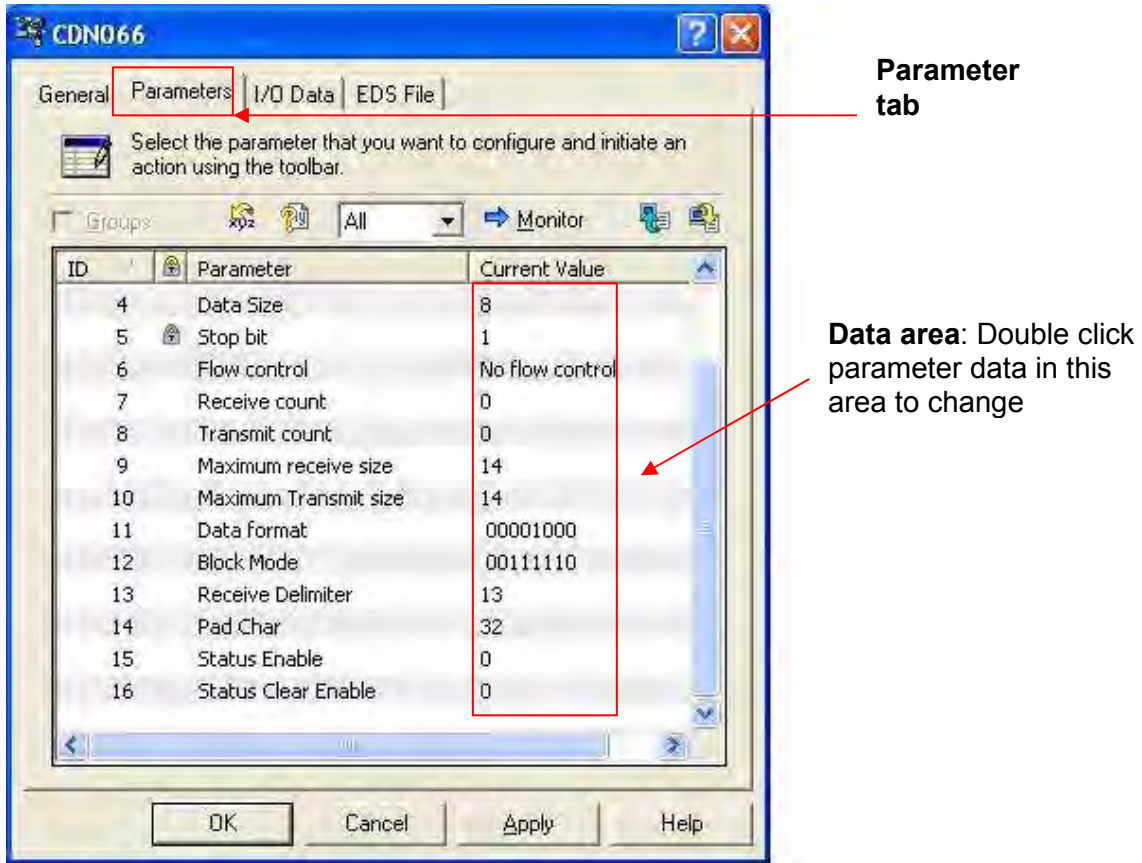 CDN066
General Parameters I/O Data EDS File
Parameter
tab
Select the parameter that you want to configure and initiate an
action using the toolbar.
Groups xyz All Monitor
ID Parameter Current Value
4 Data Size 8
5 Stop bit 1
6 Flow control No flow control
7 Receive count 0
8 Transmit count 0
9 Maximum receive size 14
10 Maximum Transmit size 14
11 Data format 00001000
12 Block Mode 00111110
13 Receive Delimiter 13
14 Pad Char 32
15 Status Enable 0
16 Status Clear Enable 0
Data area: Double click
parameter data in this
area to change
OK Cancel Apply Help